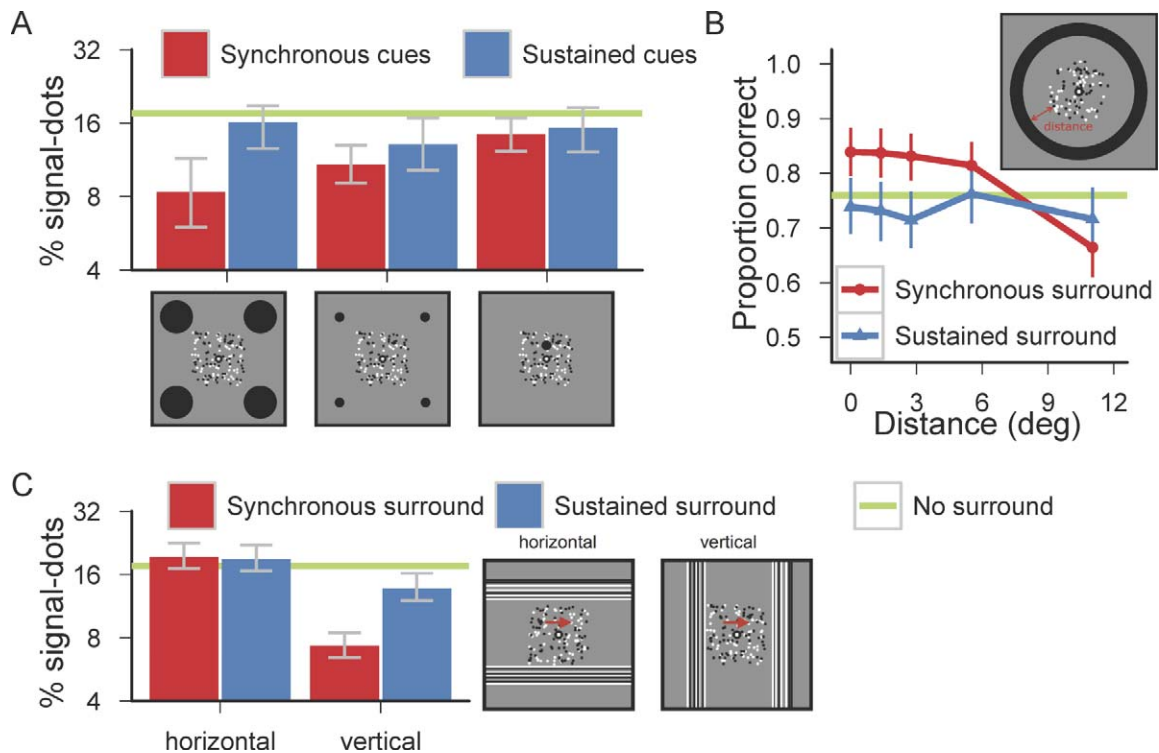 A
% signal-dots
32
16
8
4
Synchronous cues
Sustained cues
B
Proportion correct
1.0
0.9
0.8
0.7
0.6
0.5
distance
Synchronous surround
Sustained surround
0 3 6 9 12
Distance (deg)
C
% signal-dots
32
16
8
4
Synchronous surround
Sustained surround
No surround
horizontal vertical
horizontal vertical